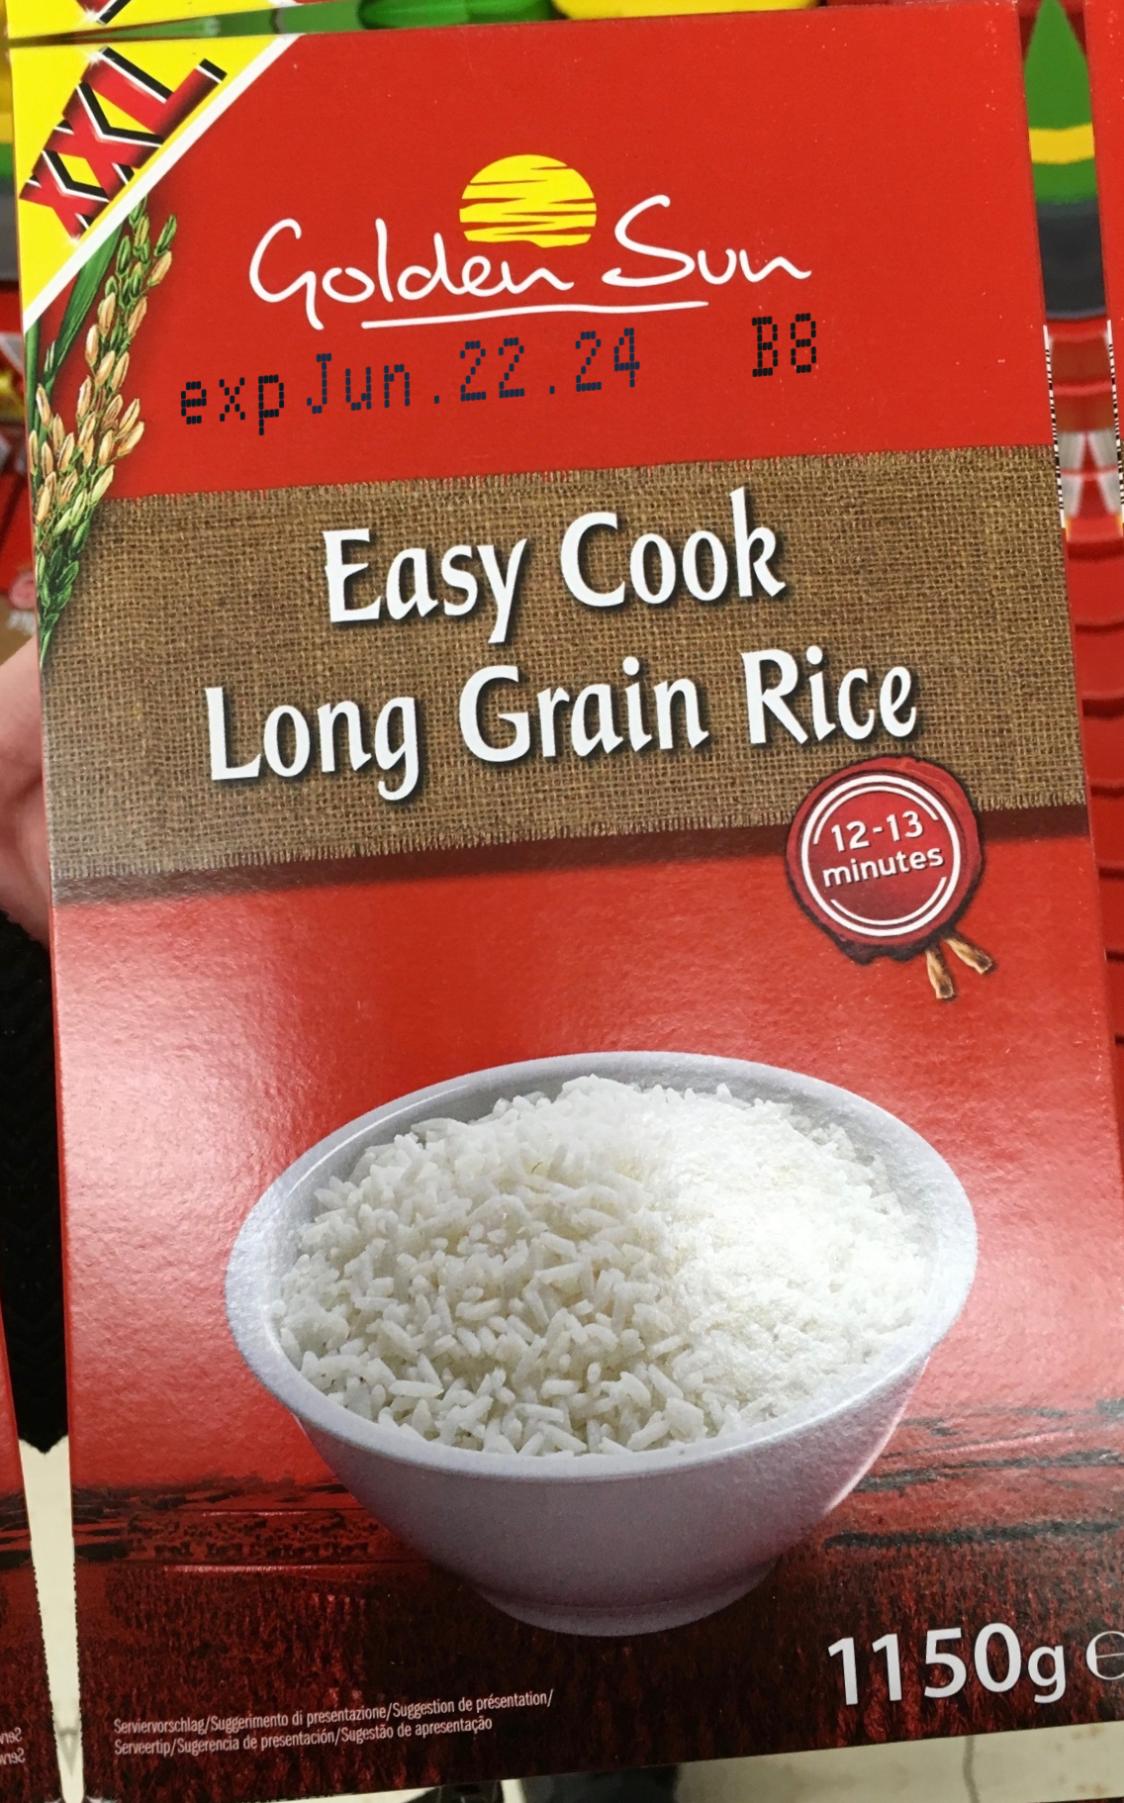 XXL
Golden Sun
exp Jun.22.24 B8
Easy Cook
Long Grain Rice
12-13
minutes
1150g ℮
Serviervorschlag/Suggerimento di presentazione/Suggestion de présentation/
Serveertip/Sugerencia de presentación/Sugestão de apresentação